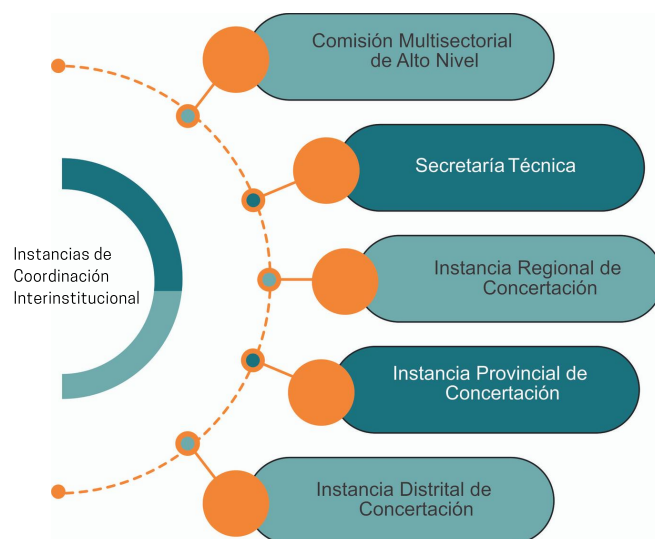 Instancias de
Coordinación
Interinstitucional
Comisión Multisectorial
de Alto Nivel
Secretaría Técnica
Instancia Regional de
Concertación
Instancia Provincial de
Concertación
Instancia Distrital de
Concertación